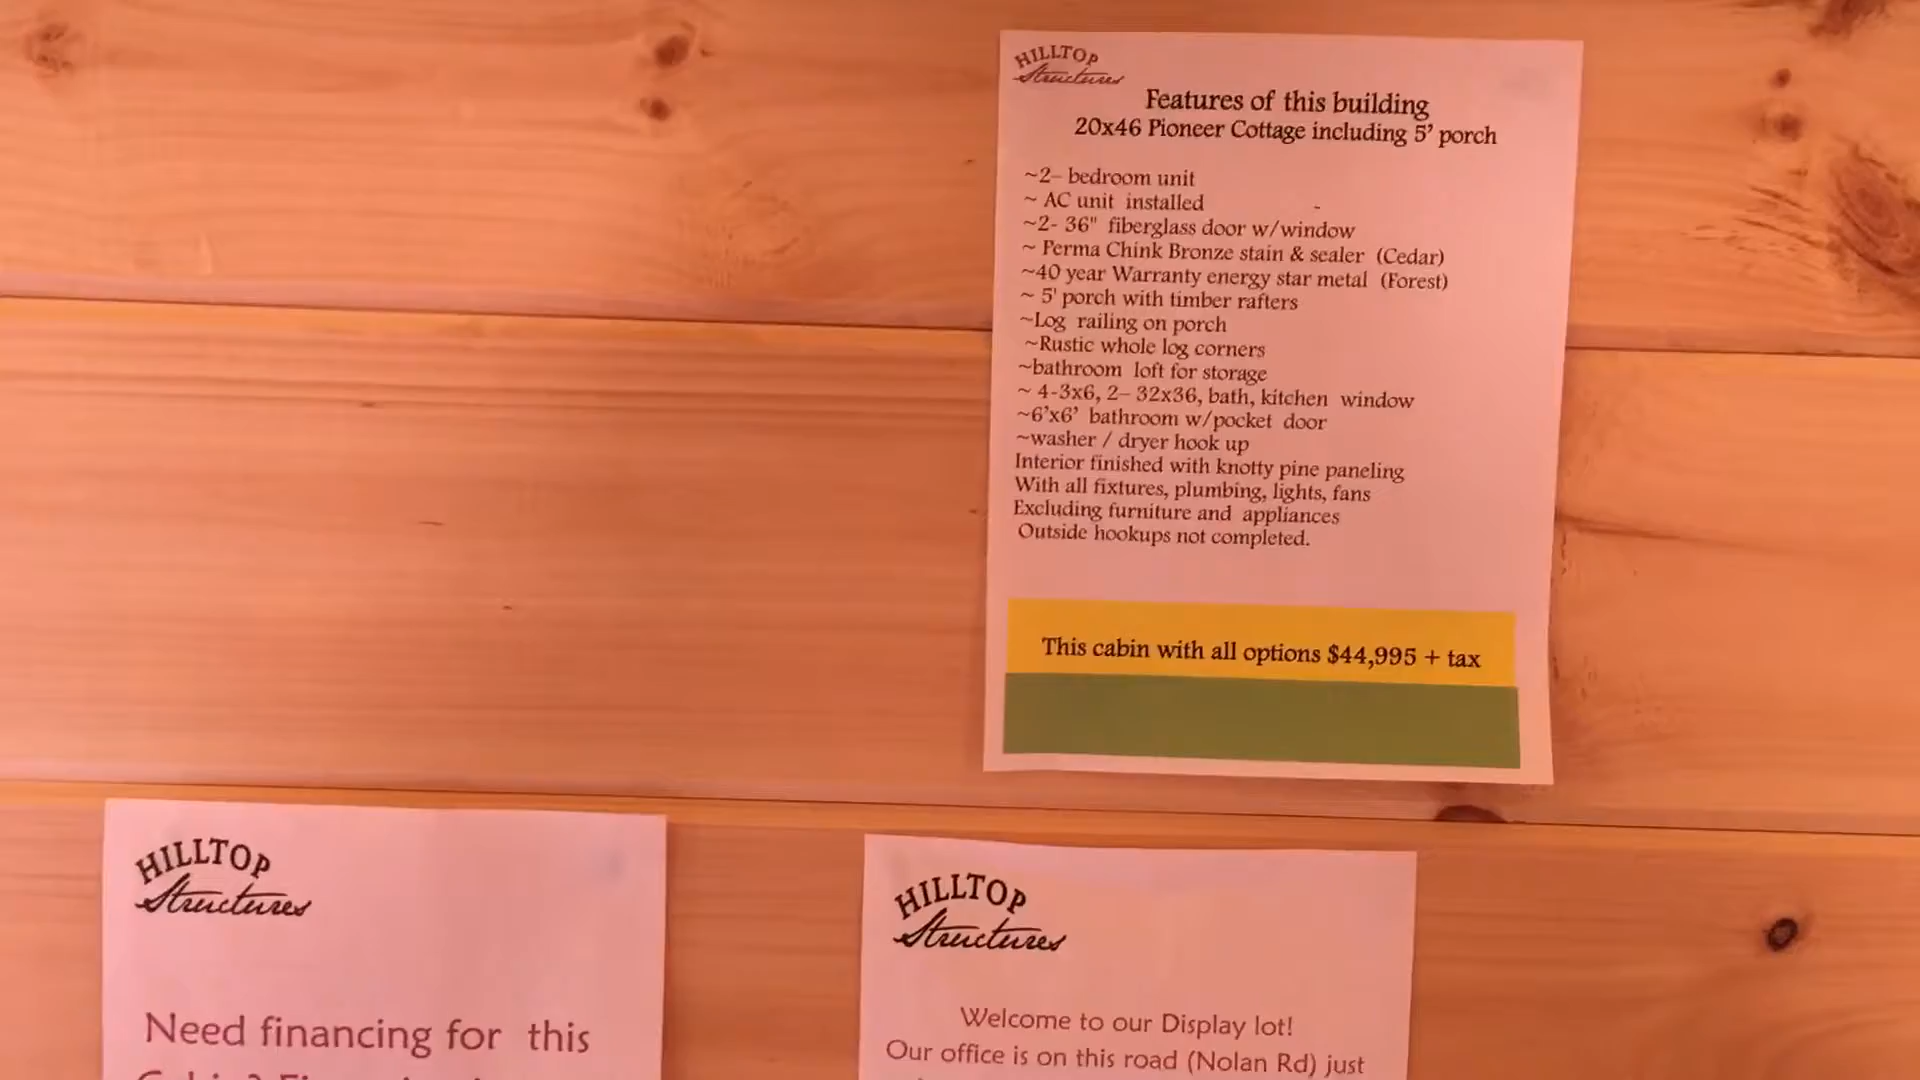 HILLTOP
Structures
Features of this building
20x46 Pioneer Cottage including 5' porch
~2- bedroom unit
~ AC unit installed
~2- 36" fiberglass door w/window
~ Perma Chink Bronze stain & sealer (Cedar)
~40 year Warranty energy star metal (Forest)
~ 5' porch with timber rafters
~Log railing on porch
~Rustic whole log corners
~bathroom loft for storage
~ 4-3x6, 2- 32x36, bath, kitchen window
~6'x6' bathroom w/pocket door
~washer / dryer hook up
Interior finished with knotty pine paneling
With all fixtures, plumbing, lights, fans
Excluding furniture and appliances
Outside hookups not completed.
This cabin with all options $44,995 + tax
HILLTOP
Structures
Need financing for this
HILLTOP
Structures
Welcome to our Display lot!
Our office is on this road (Nolan Rd) just